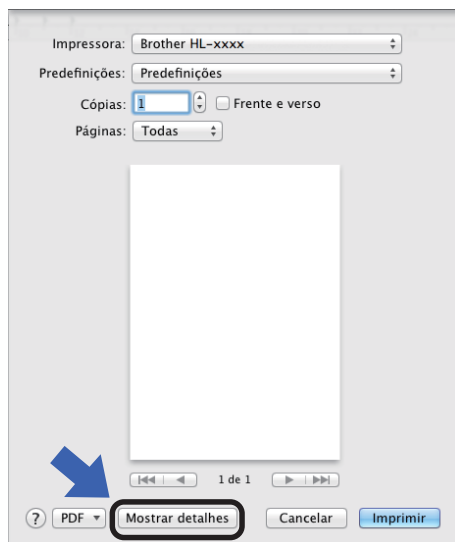 Impressora: Brother HL-xxxx
Predefinições: Predefinições
Cópias: 1 Frente e verso
Páginas: Todas
1 de 1
? PDF Mostrar detalhes Cancelar Imprimir